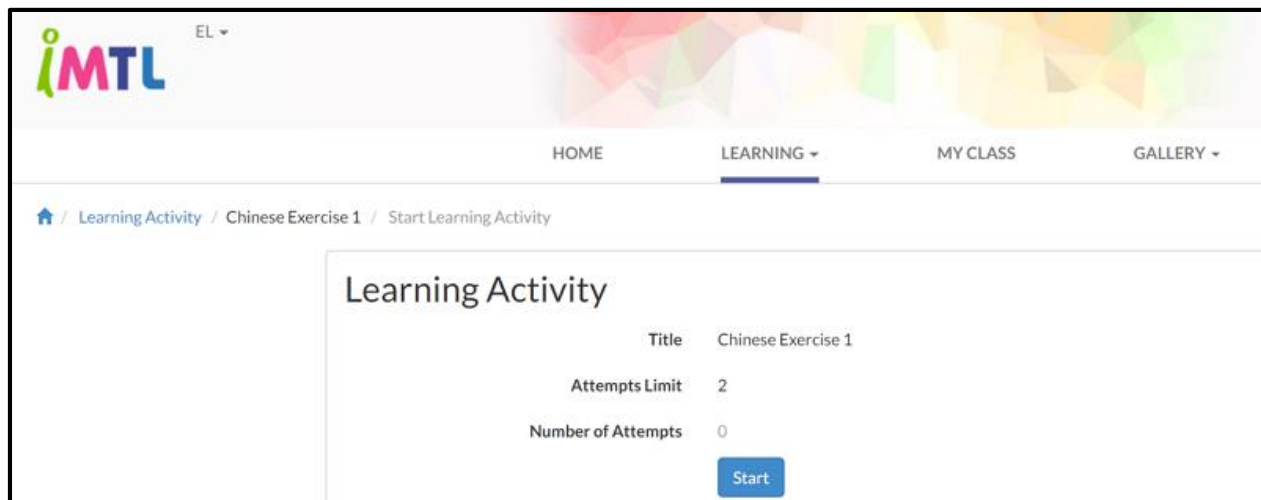 EL
iMTL
HOME LEARNING MY CLASS GALLERY
/ Learning Activity / Chinese Exercise 1 / Start Learning Activity
Learning Activity
Title Chinese Exercise 1
Attempts Limit 2
Number of Attempts 0
Start